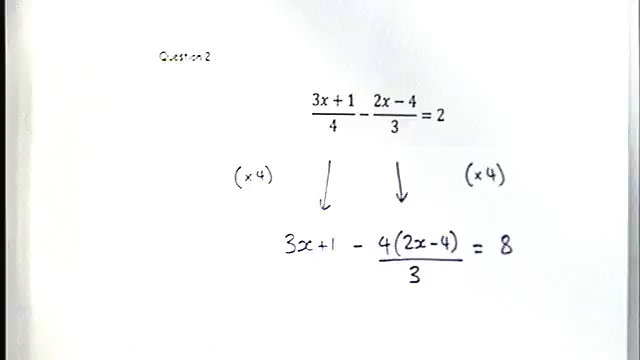 Question 2
(3x + 1)/4 − (2x − 4)/3 = 2
(×4) (×4)
3x+1 − 4(2x−4)/3 = 8